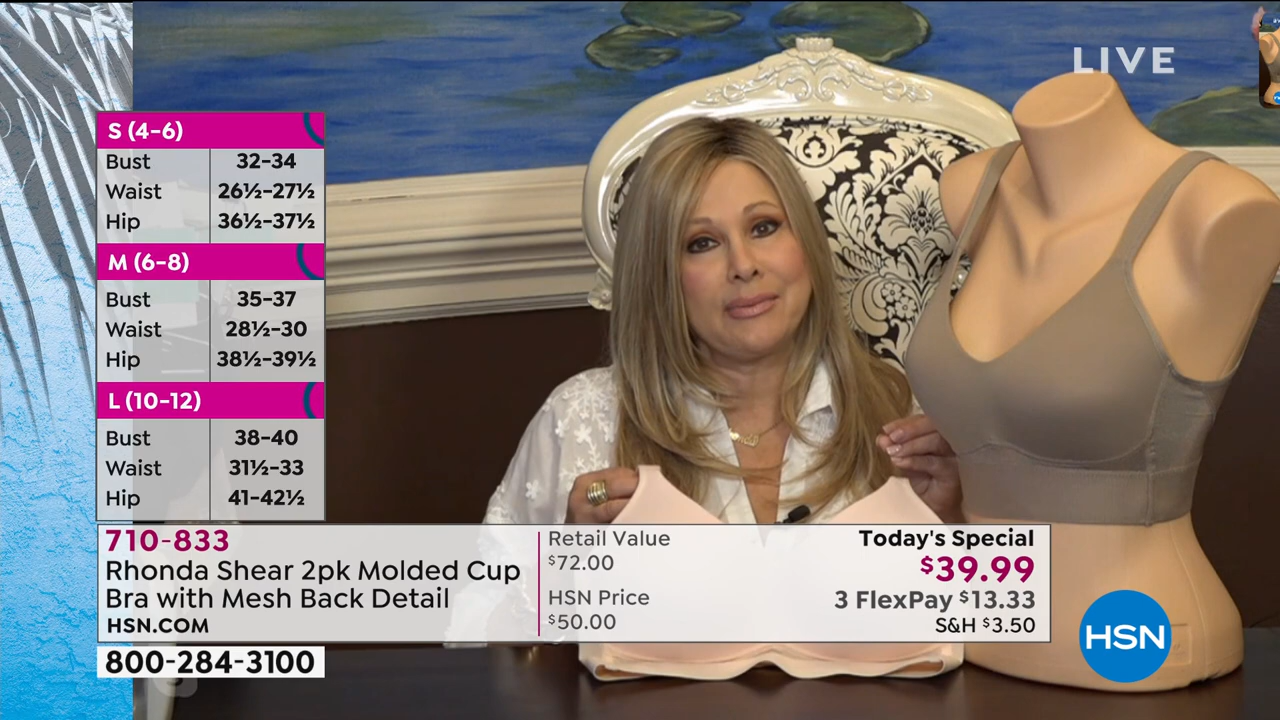 LIVE
S (4-6)
Bust 32-34
Waist 26½-27½
Hip 36½-37½
M (6-8)
Bust 35-37
Waist 28½-30
Hip 38½-39½
L (10-12)
Bust 38-40
Waist 31½-33
Hip 41-42½
710-833
Rhonda Shear 2pk Molded Cup
Bra with Mesh Back Detail
HSN.COM
Retail Value
$72.00
HSN Price
$50.00
Today's Special
$39.99
3 FlexPay $13.33
S&H $3.50
HSN
800-284-3100